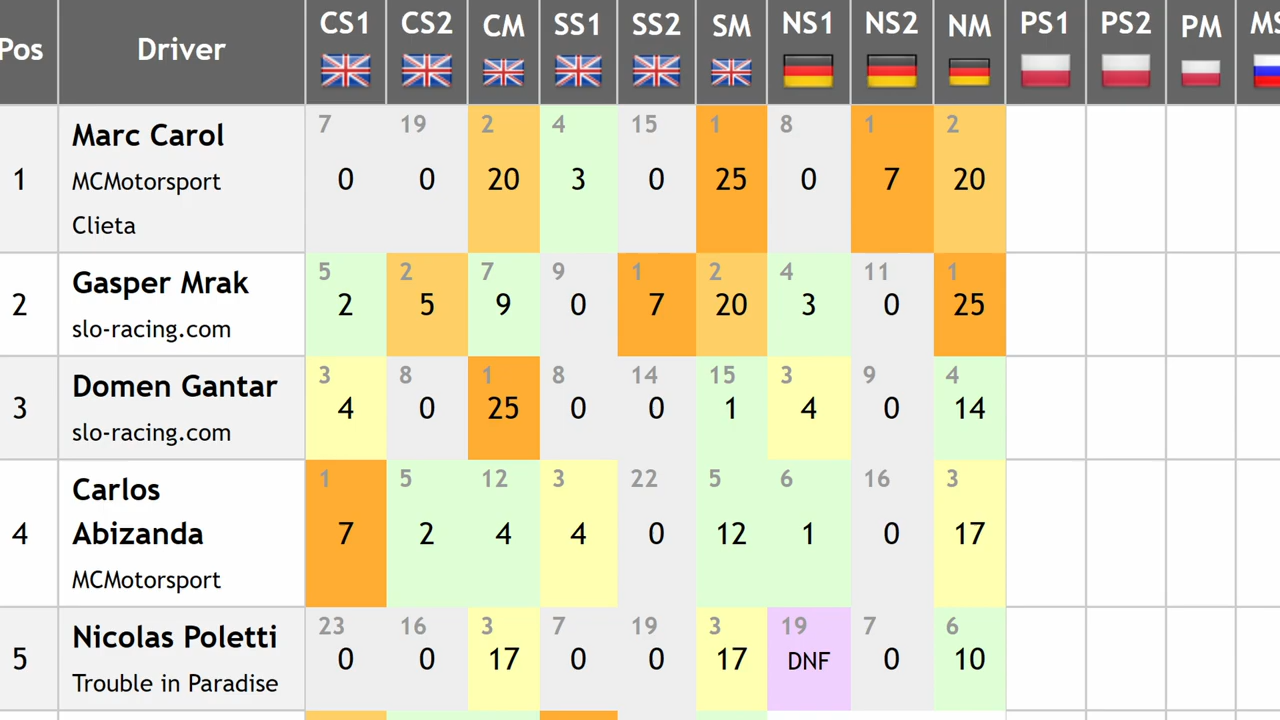 Pos Driver CS1 CS2 CM SS1 SS2 SM NS1 NS2 NM PS1 PS2 PM MS
7 19 2 4 15 1 8 1 2
Marc Carol
1 MCMotorsport 0 0 20 3 0 25 0 7 20
Clieta
5 2 7 9 1 2 4 11 1
Gasper Mrak
2 2 5 9 0 7 20 3 0 25
slo-racing.com
3 8 1 8 14 15 3 9 4
Domen Gantar
3 4 0 25 0 0 1 4 0 14
slo-racing.com
1 5 12 3 22 5 6 16 3
Carlos
4 Abizanda 7 2 4 4 0 12 1 0 17
MCMotorsport
23 16 3 7 19 3 19 7 6
Nicolas Poletti
5 0 0 17 0 0 17 DNF 0 10
Trouble in Paradise